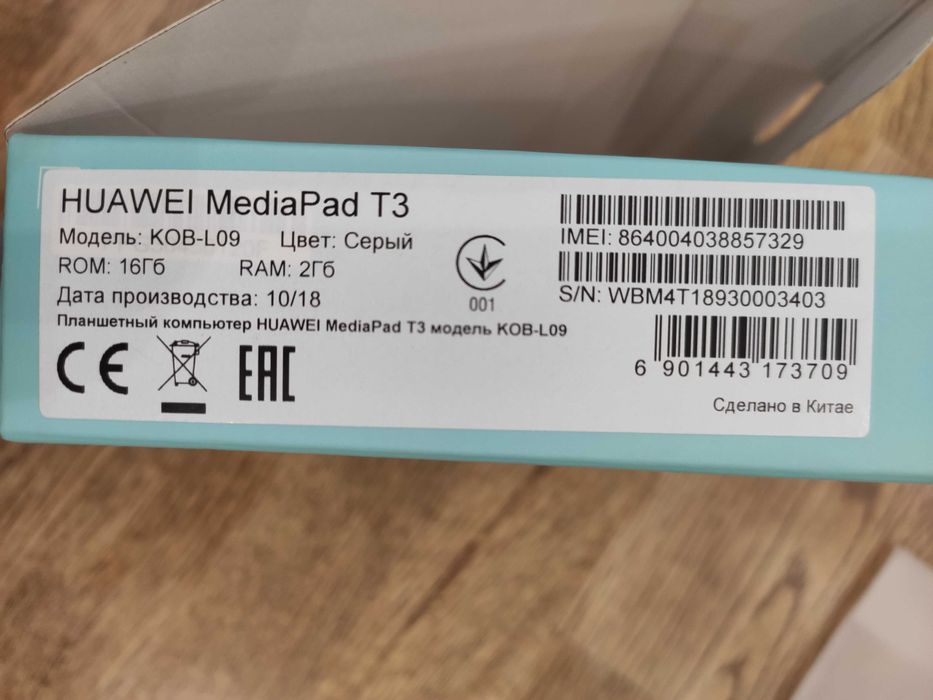 HUAWEI MediaPad T3
Модель: KOB-L09 Цвет: Серый
ROM: 16Гб RAM: 2Гб
Дата производства: 10/18
Планшетный компьютер HUAWEI MediaPad T3 модель KOB-L09
CE
EAC
001
IMEI: 864004038857329
S/N: WBM4T18930003403
6 901443 173709
Сделано в Китае